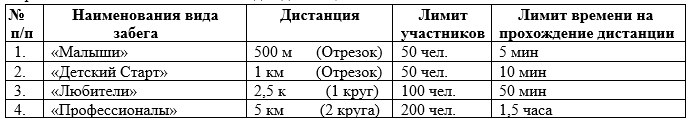 № п/п Наименования вида забега Дистанция Лимит участников Лимит времени на прохождение дистанции
1. «Малыши» 500 м (Отрезок) 50 чел. 5 мин
2. «Детский Старт» 1 км (Отрезок) 50 чел. 10 мин
3. «Любители» 2,5 к (1 круг) 100 чел. 50 мин
4. «Профессионалы» 5 км (2 круга) 200 чел. 1,5 часа